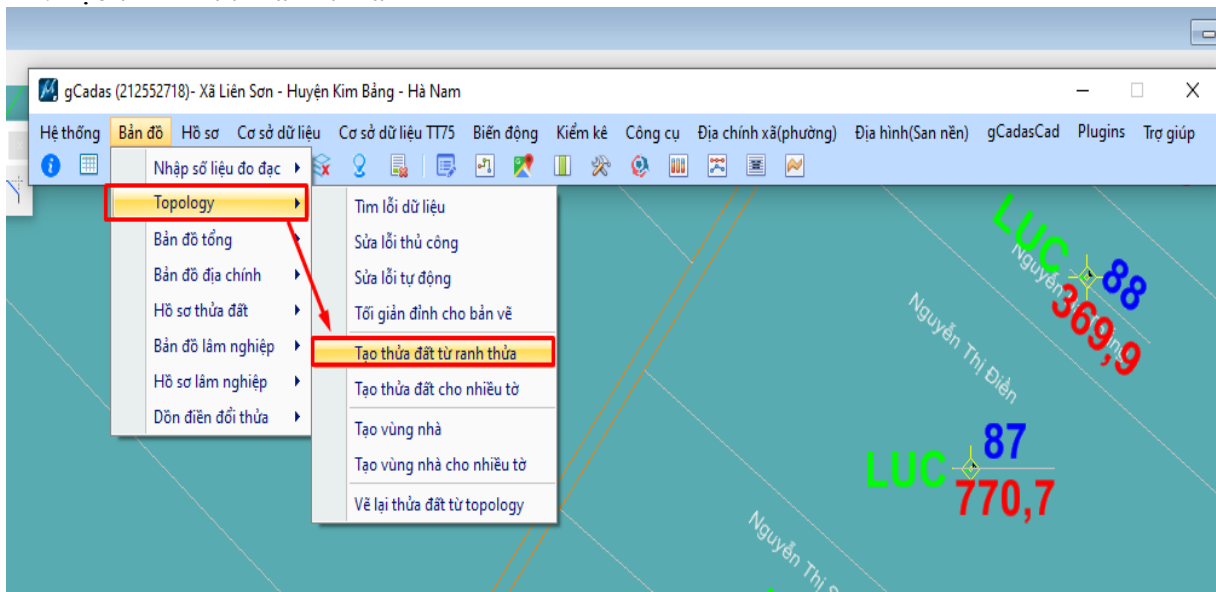 gCadas (212552718)- Xã Liên Sơn - Huyện Kim Bảng - Hà Nam
Hệ thống Bản đồ Hồ sơ Cơ sở dữ liệu Cơ sở dữ liệu TT75 Biến động Kiểm kê Công cụ Địa chính xã(phường) Địa hình(San nền) gCadasCad Plugins Trợ giúp
Nhập số liệu đo đạc
Topology
Bản đồ tổng
Bản đồ địa chính
Hồ sơ thửa đất
Bản đồ lâm nghiệp
Hồ sơ lâm nghiệp
Dồn điền đổi thửa
Tìm lỗi dữ liệu
Sửa lỗi thủ công
Sửa lỗi tự động
Tối giản đỉnh cho bản vẽ
Tạo thửa đất từ ranh thửa
Tạo thửa đất cho nhiều tờ
Tạo vùng nhà
Tạo vùng nhà cho nhiều tờ
Vẽ lại thửa đất từ topology
LUC 88
369,9
Nguyễn
Nguyễn Thị Điền
LUC 87
770,7
Nguyễn Thị